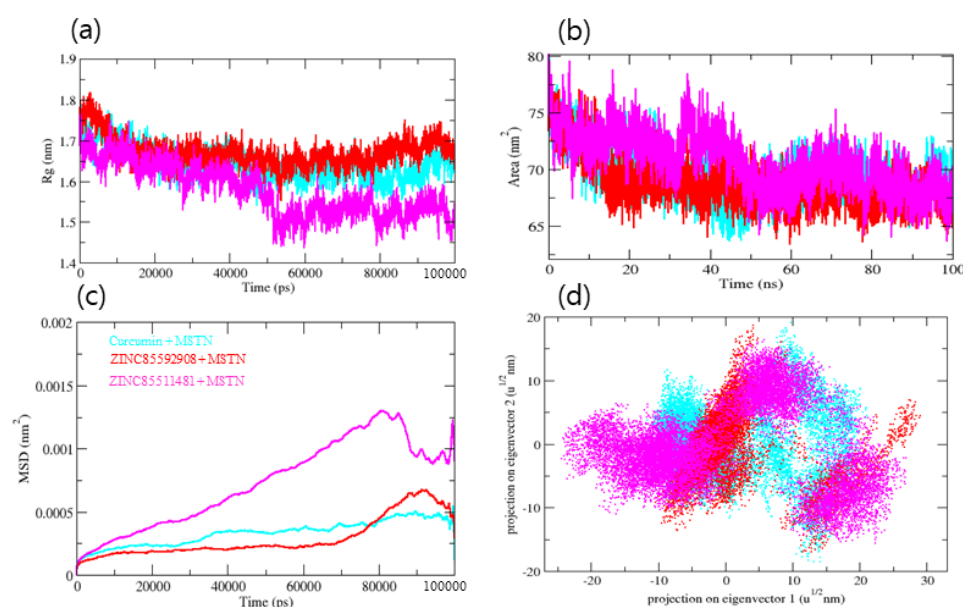 (a)
1.9
1.8
1.7
1.6
1.5
1.4
Rg (nm)
0 20000 40000 60000 80000 100000
Time (ps)
(b)
80
75
70
65
Area (nm²)
0 20 40 60 80 100
Time (ns)
(c)
0.002
0.0015
0.001
0.0005
0
MSD (nm²)
Curcumin+MSTN
ZINC85592908+MSTN
ZINC85511481+MSTN
0 20000 40000 60000 80000 100000
Time (ps)
(d)
20
10
0
-10
-20
projection on eigenvector 2 (u^1/2 nm)
-20 -10 0 10 20 30
projection on eigenvector 1 (u^1/2 nm)